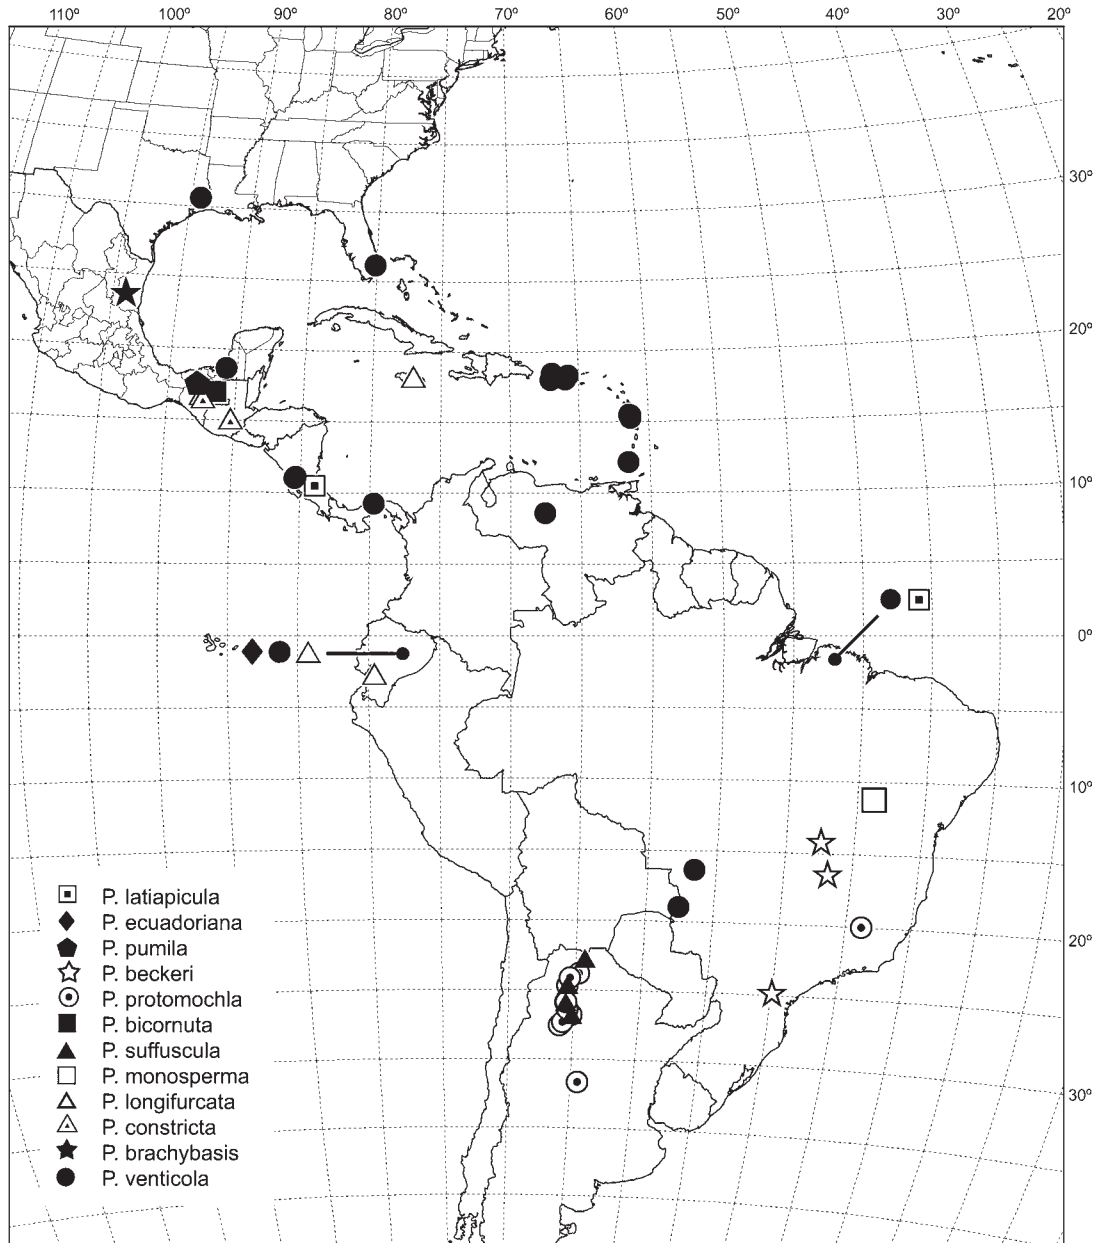 110º 100º 90º 80º 70º 60º 50º 40º 30º 20º
30º
20º
10º
0º
10º
20º
30º
P. latiapicula
P. ecuadoriana
P. pumila
P. beckeri
P. protomochla
P. bicornuta
P. suffuscula
P. monosperma
P. longifurcata
P. constricta
P. brachybasis
P. venticola